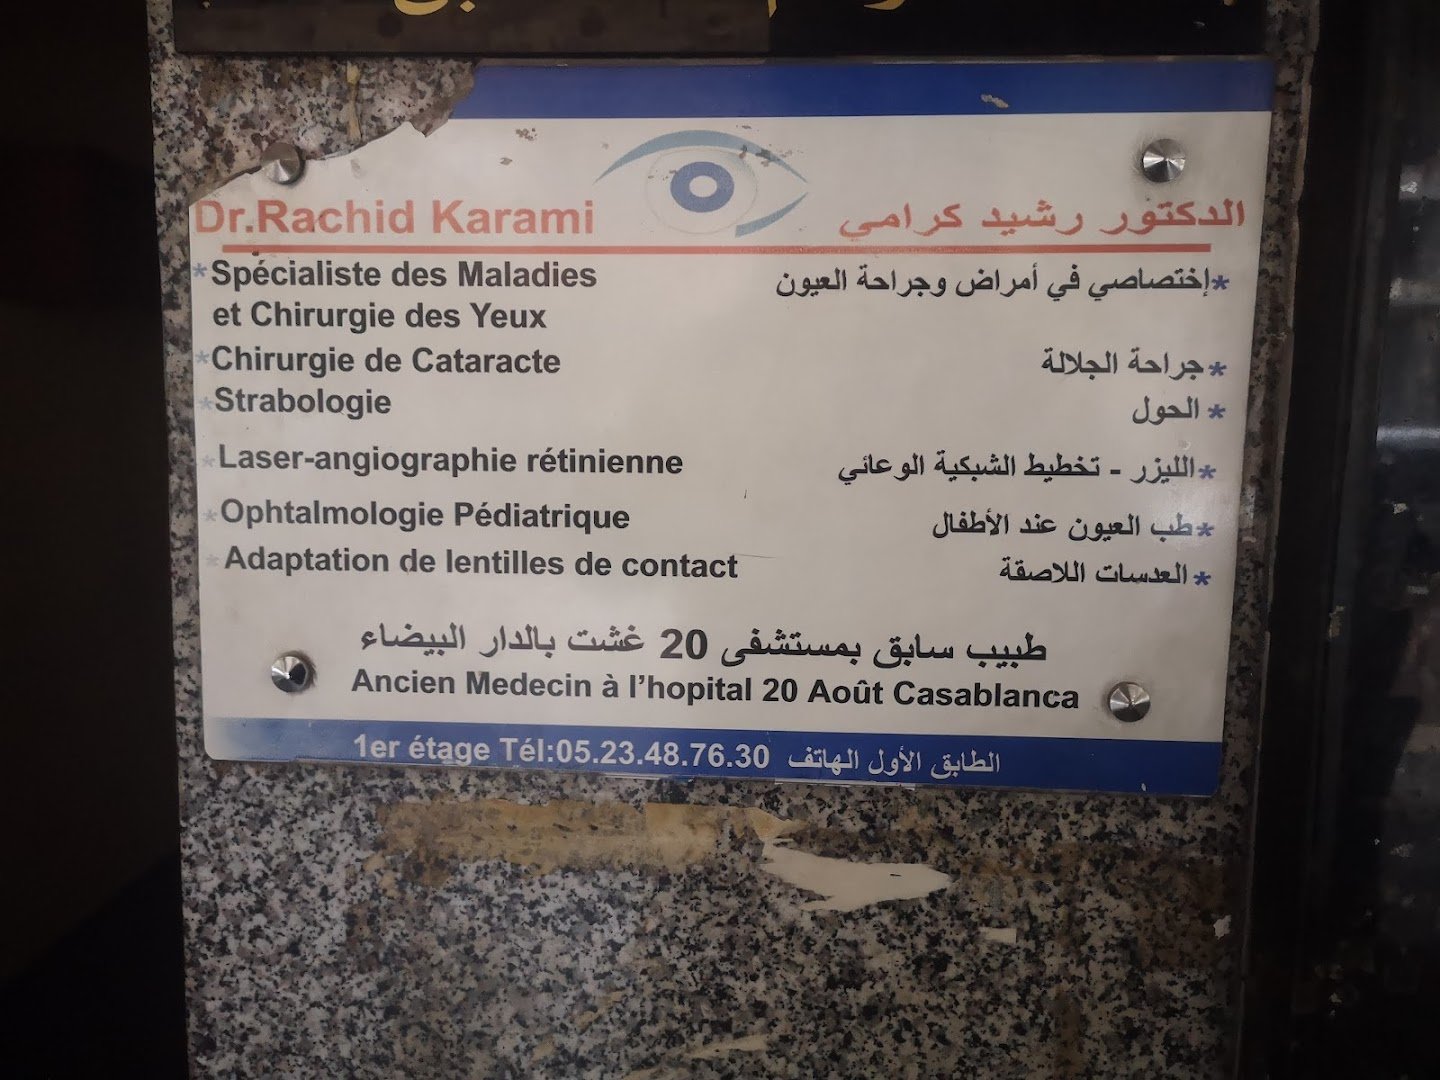 Dr.Rachid Karami
الدكتور رشيد كرامي
*Spécialiste des Maladies
et Chirurgie des Yeux
*إختصاصي في أمراض وجراحة العيون
*Chirurgie de Cataracte
*جراحة الجلالة
*Strabologie
*الحول
*Laser-angiographie rétinienne
*الليزر - تخطيط الشبكية الوعائي
*Ophtalmologie Pédiatrique
*طب العيون عند الأطفال
*Adaptation de lentilles de contact
*العدسات اللاصقة
طبيب سابق بمستشفى 20 غشت بالدار البيضاء
Ancien Medecin à l'hopital 20 Août Casablanca
1er étage Tél:05.23.48.76.30 الطابق الأول الهاتف